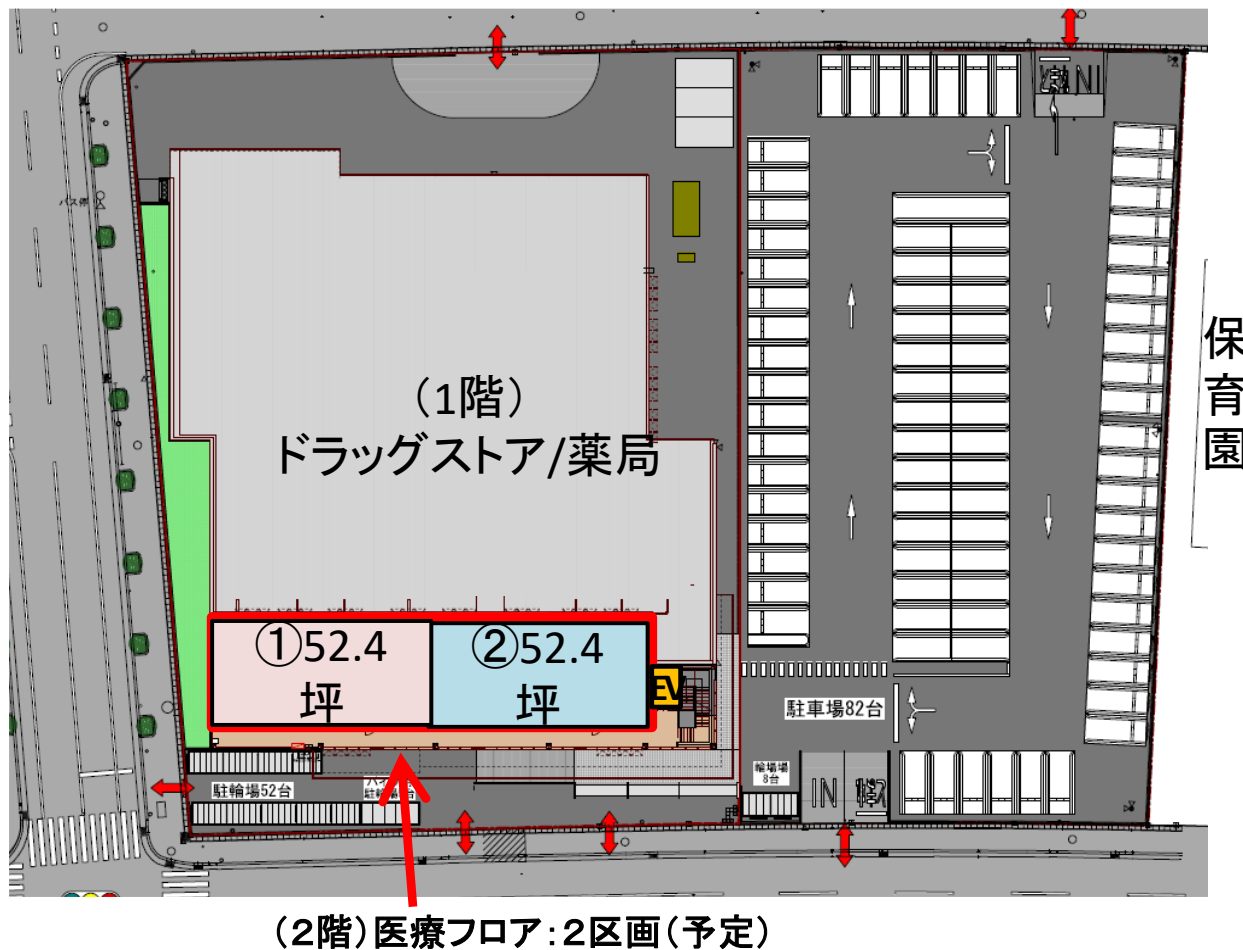 バス停
（1階）
ドラッグストア/薬局
保
育
園
①52.4
坪
②52.4
坪
EV
駐車場82台
駐輪場52台
輪場場
8台
IN
（２階）医療フロア：２区画（予定）